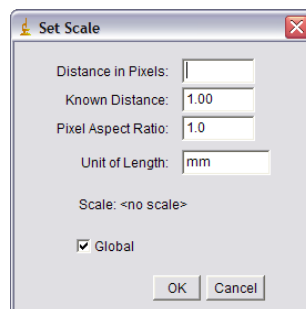 Set Scale
Distance in Pixels:
Known Distance: 1.00
Pixel Aspect Ratio: 1.0
Unit of Length: mm
Scale: <no scale>
Global
OK Cancel